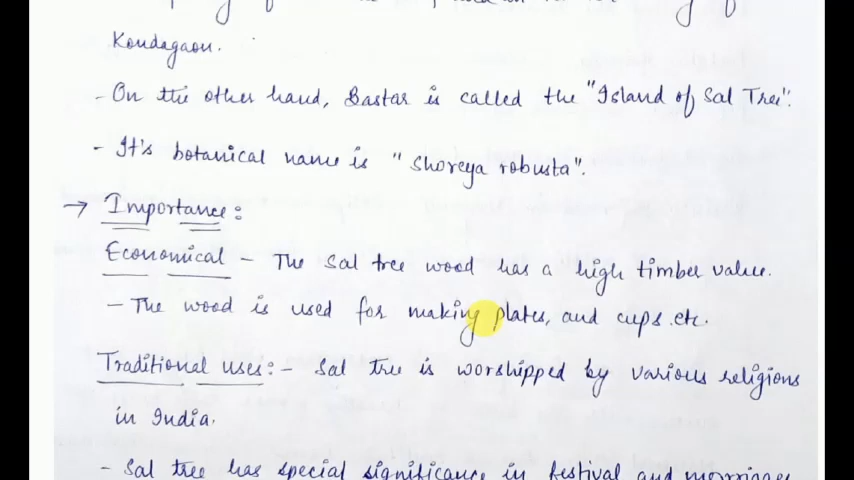 Kondagaon.
- On the other hand, Bastar is called the "Island of Sal Tree".
- It's botanical name is "Shoreya robusta".
→ Importance:
Economical - The Sal tree wood has a high timber value.
- The wood is used for making plates, and cups etc.
Traditional uses:- Sal tree is worshipped by various religions
in India.
- Sal tree has special significance in festival and marriages